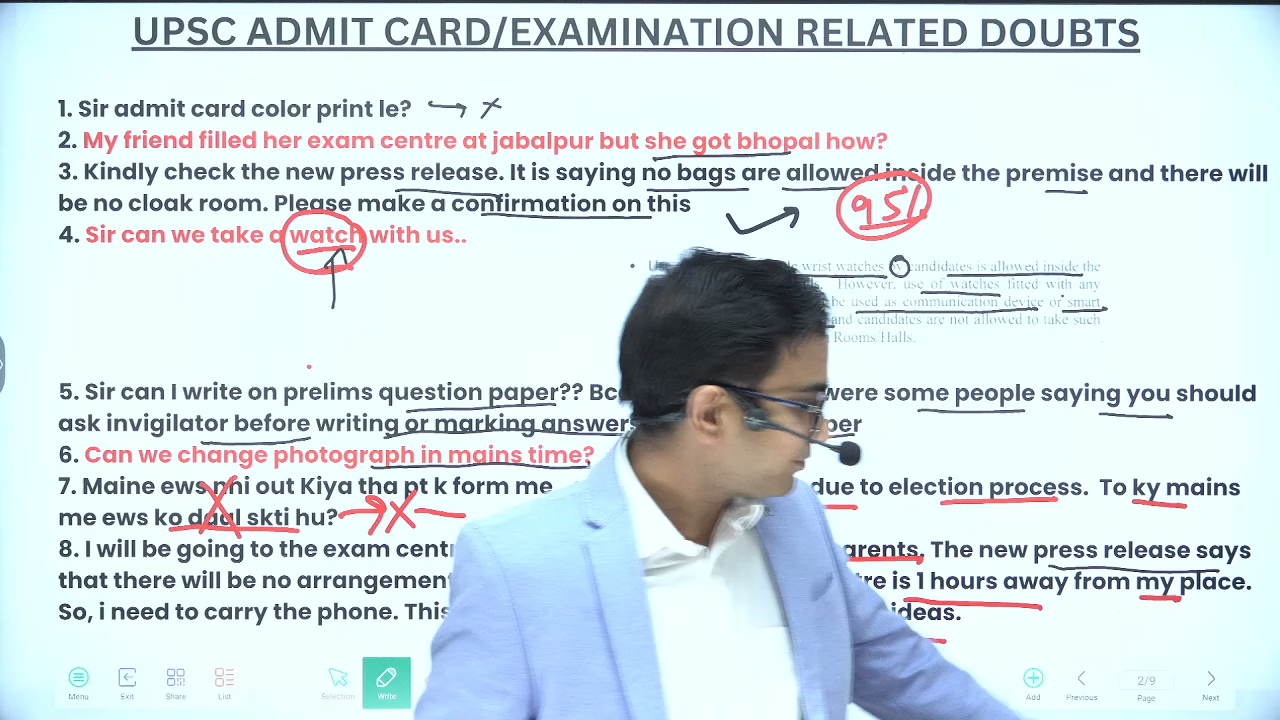 UPSC ADMIT CARD/EXAMINATION RELATED DOUBTS
1. Sir admit card color print le?
2. My friend filled her exam centre at jabalpur but she got bhopal how?
3. Kindly check the new press release. It is saying no bags are allowed inside the premise and there will
be no cloak room. Please make a confirmation on this
95%
4. Sir can we take a watch with us..
wrist watches by candidates is allowed inside the
However, use of watches fitted with any
be used as communication device or smart
and candidates are not allowed to take such
Rooms/Halls.
5. Sir can I write on prelims question paper?? were some people saying you should
ask invigilator before writing or marking answers
6. Can we change photograph in mains time?
7. Maine ews nhi out Kiya tha pt k form me due to election process. To ky mains
me ews ko daal skti hu?
8. I will be going to the exam The new press release says
that there will be no is 1 hours away from my place.
So, i need to carry the phone. This ideas.
Menu
Exit
Share
List
Selection
Write
Add
Previous
2/9
Page
Next